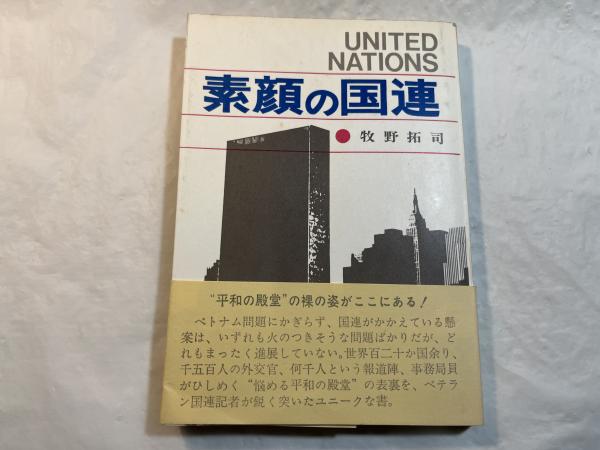 UNITED
NATIONS
素顔の国連
牧野拓司
“平和の殿堂”の裸の姿がここにある！
ベトナム問題にかぎらず、国連がかかえている懸
案は、いずれも火のつきそうな問題ばかりだが、ど
れもまったく進展していない。世界百二十か国余り、
千五百人の外交官、何千人という報道陣、事務局員
がひしめく“悩める平和の殿堂”の表裏を、ベテラ
ン国連記者が鋭く突いたユニークな書。